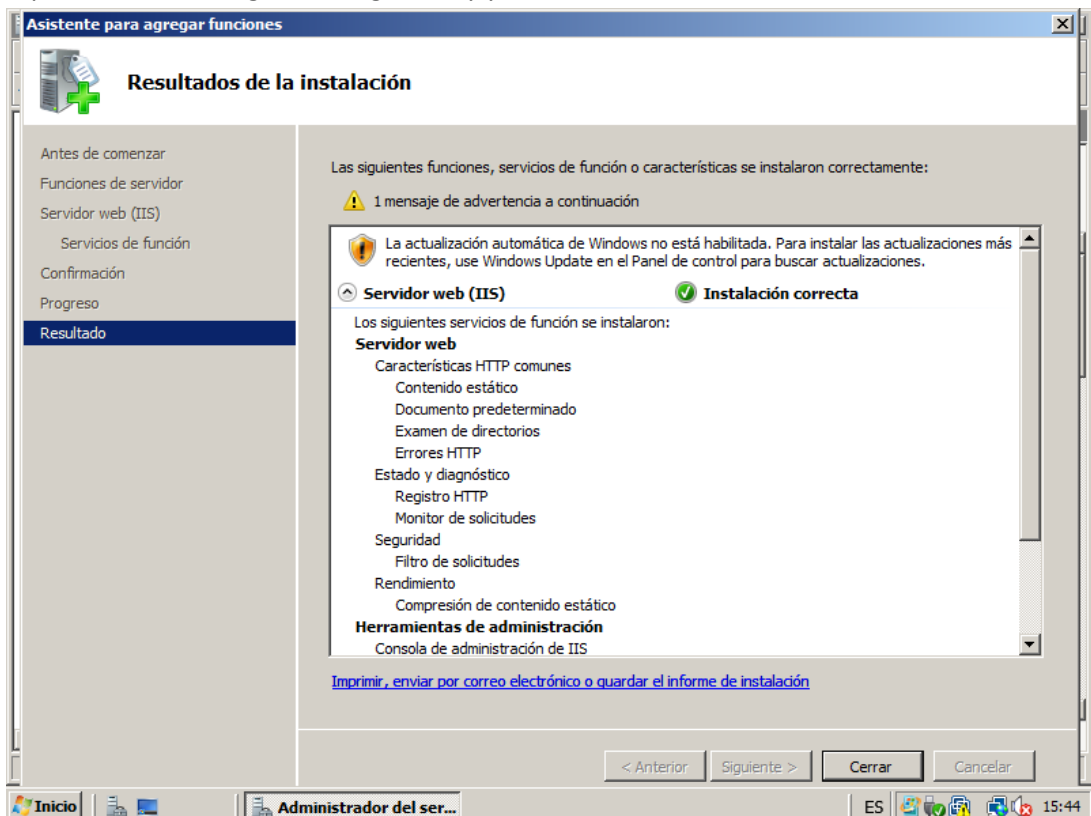 Asistente para agregar funciones
Resultados de la instalación
Antes de comenzar
Funciones de servidor
Servidor web (IIS)
Servicios de función
Confirmación
Progreso
Resultado
Las siguientes funciones, servicios de función o características se instalaron correctamente:
1 mensaje de advertencia a continuación
La actualización automática de Windows no está habilitada. Para instalar las actualizaciones más
recientes, use Windows Update en el Panel de control para buscar actualizaciones.
Servidor web (IIS) Instalación correcta
Los siguientes servicios de función se instalaron:
Servidor web
Características HTTP comunes
Contenido estático
Documento predeterminado
Examen de directorios
Errores HTTP
Estado y diagnóstico
Registro HTTP
Monitor de solicitudes
Seguridad
Filtro de solicitudes
Rendimiento
Compresión de contenido estático
Herramientas de administración
Consola de administración de IIS
Imprimir, enviar por correo electrónico o guardar el informe de instalación
< Anterior Siguiente > Cerrar Cancelar
Inicio Administrador del ser... ES 15:44